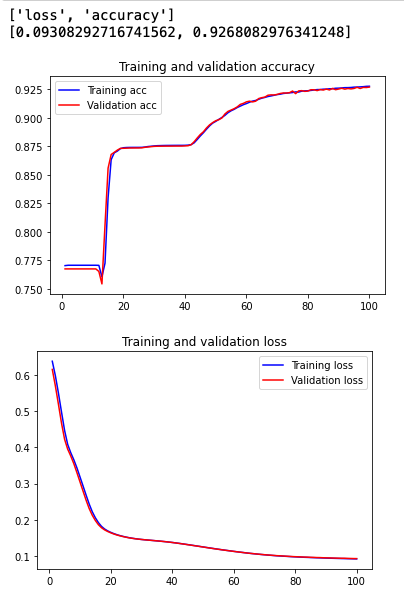 ['loss', 'accuracy']
[0.09308292716741562, 0.9268082976341248]
Training and validation accuracy
Training acc
Validation acc
0.925
0.900
0.875
0.850
0.825
0.800
0.775
0.750
0 20 40 60 80 100
Training and validation loss
Training loss
Validation loss
0.6
0.5
0.4
0.3
0.2
0.1
0 20 40 60 80 100